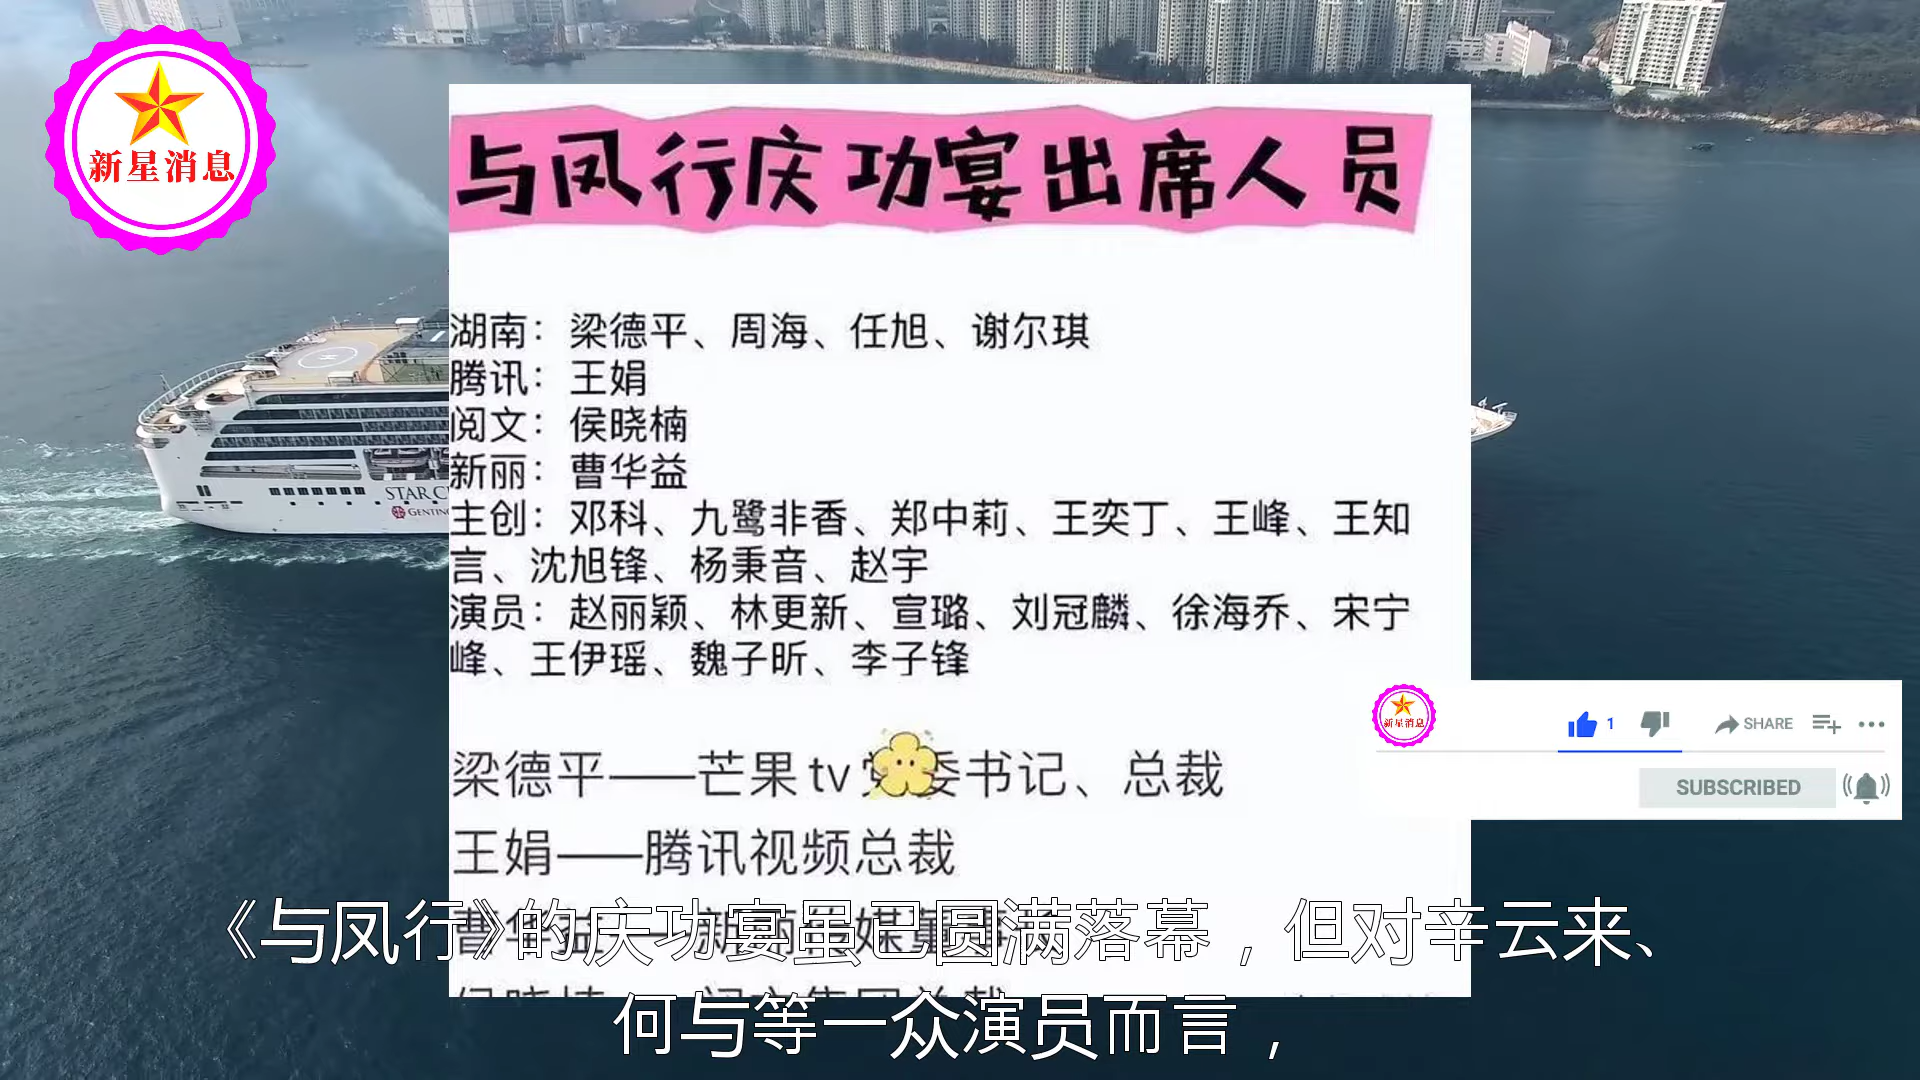 新星消息
与凤行庆功宴出席人员
湖南：梁德平、周海、任旭、谢尔琪
腾讯：王娟
阅文：侯晓楠
新丽：曹华益
主创：邓科、九鹭非香、郑中莉、王奕丁、王峰、王知
言、沈旭锋、杨秉音、赵宇
演员：赵丽颖、林更新、宣璐、刘冠麟、徐海乔、宋宁
峰、王伊瑶、魏子昕、李子锋
梁德平——芒果tv党委书记、总裁
王娟——腾讯视频总裁
《与凤行》的庆功宴虽已圆满落幕，但对辛云来、
何与等一众演员而言，
STAR C
GENTING
新星消息
1
SHARE
SUBSCRIBED